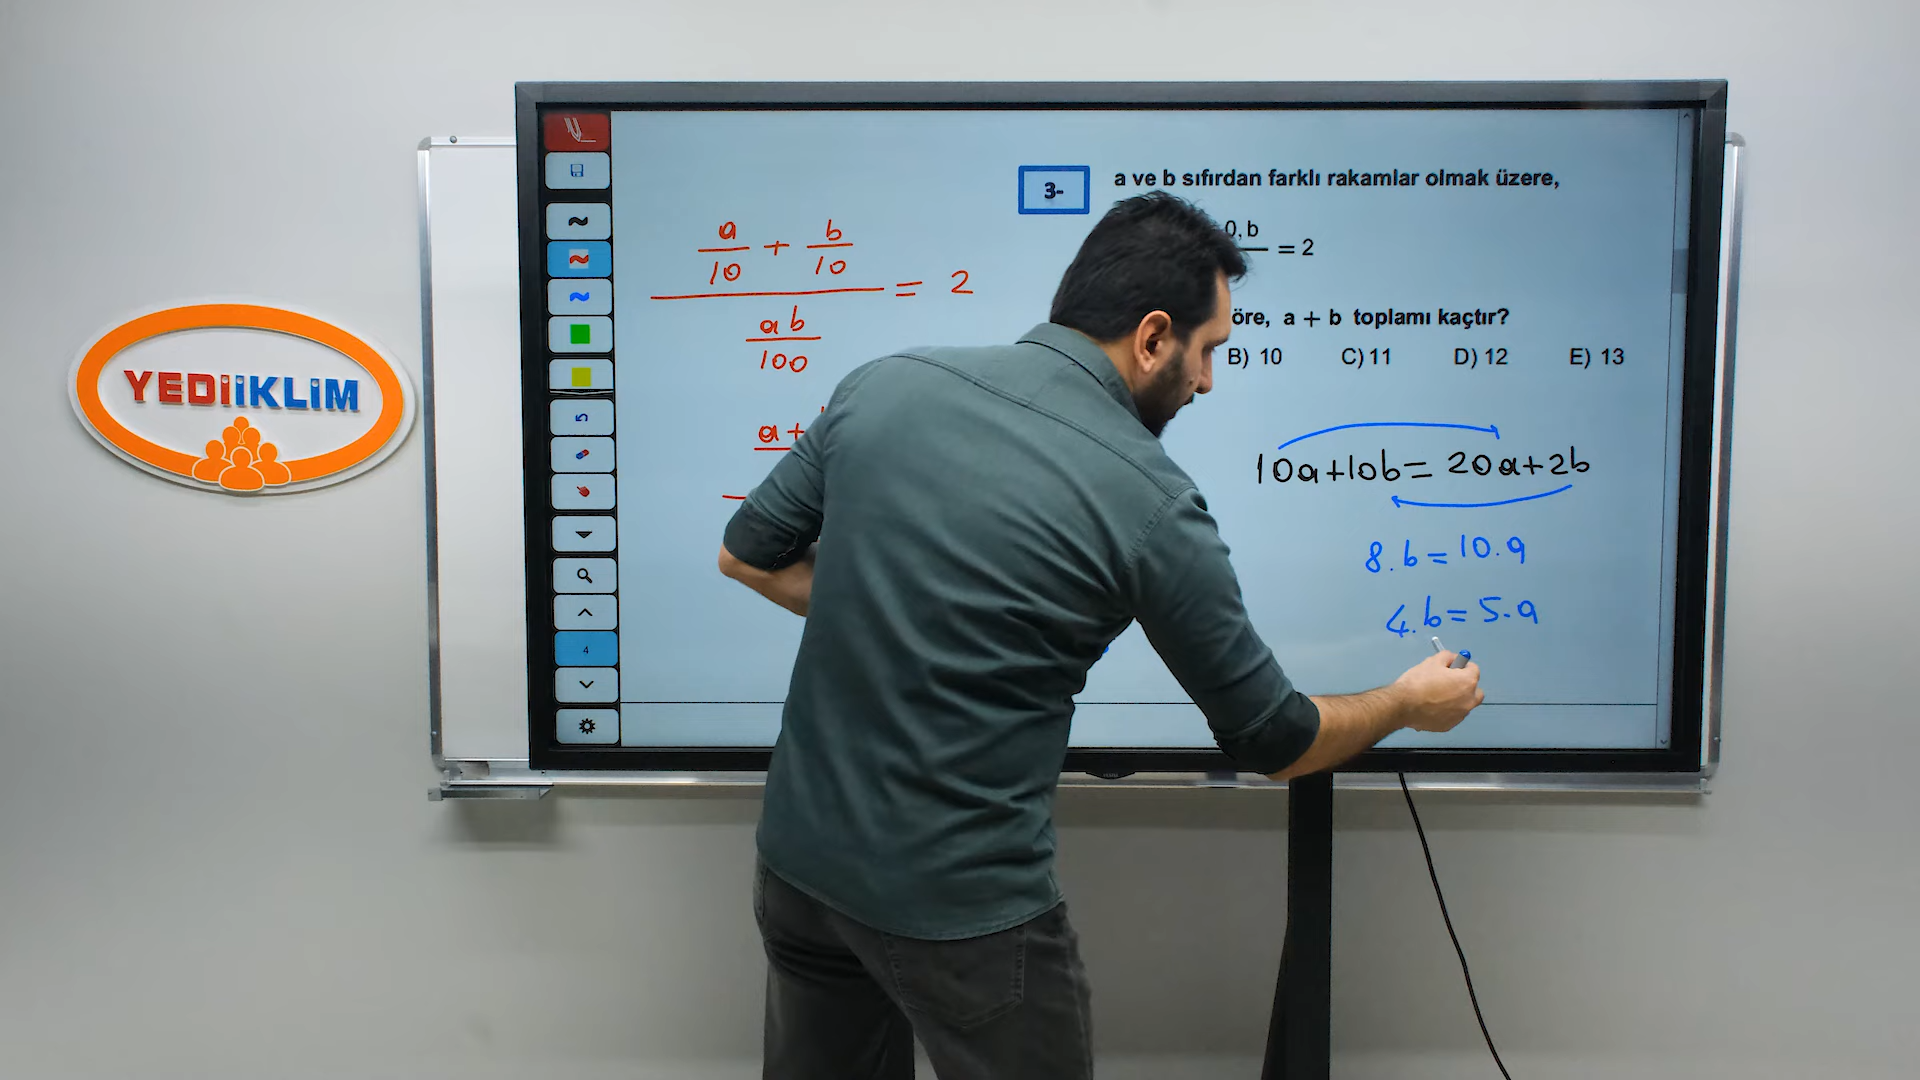 YEDİİKLİM
4
3-
a ve b sıfırdan farklı rakamlar olmak üzere,
0,b
= 2
öre, a + b toplamı kaçtır?
B) 10 C) 11 D) 12 E) 13
a/10 + b/10
= 2
ab/100
a+
10a+10b=20a+2b
8.b=10.a
4.b=5.a